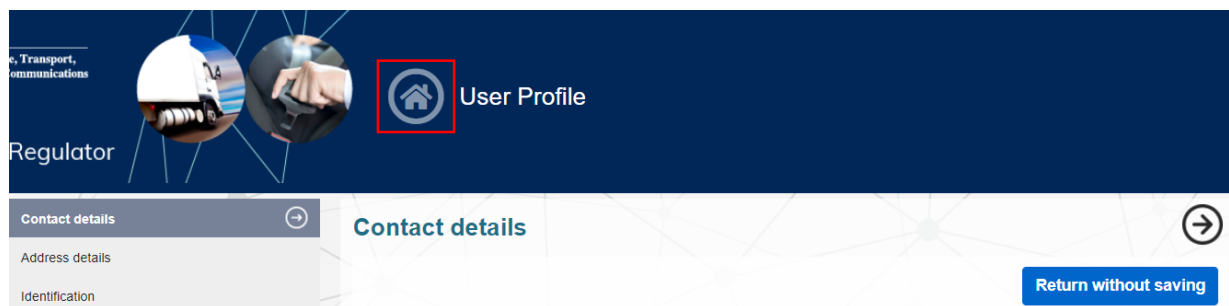 e, Transport,
ommunications
User Profile
Regulator
Contact details
Address details
Identification
Contact details
Return without saving